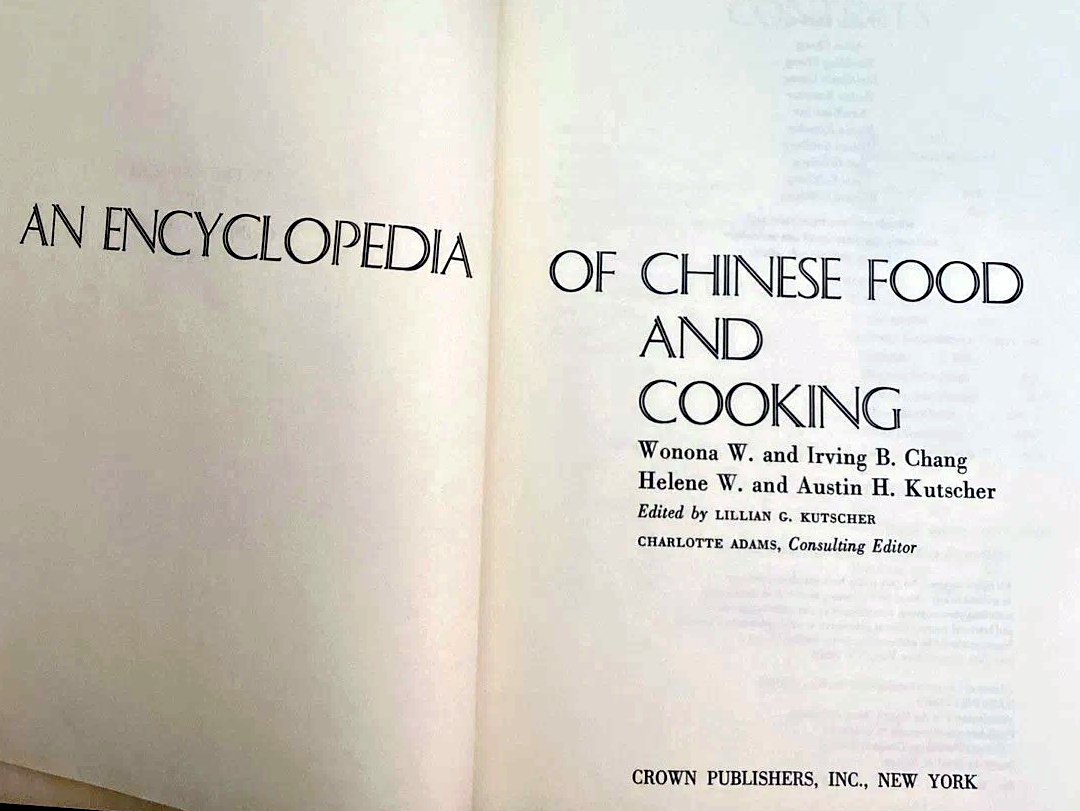 AN ENCYCLOPEDIA OF CHINESE FOOD
AND
COOKING
Wonona W. and Irving B. Chang
Helene W. and Austin H. Kutscher
Edited by LILLIAN G. KUTSCHER
CHARLOTTE ADAMS, Consulting Editor
CROWN PUBLISHERS, INC., NEW YORK